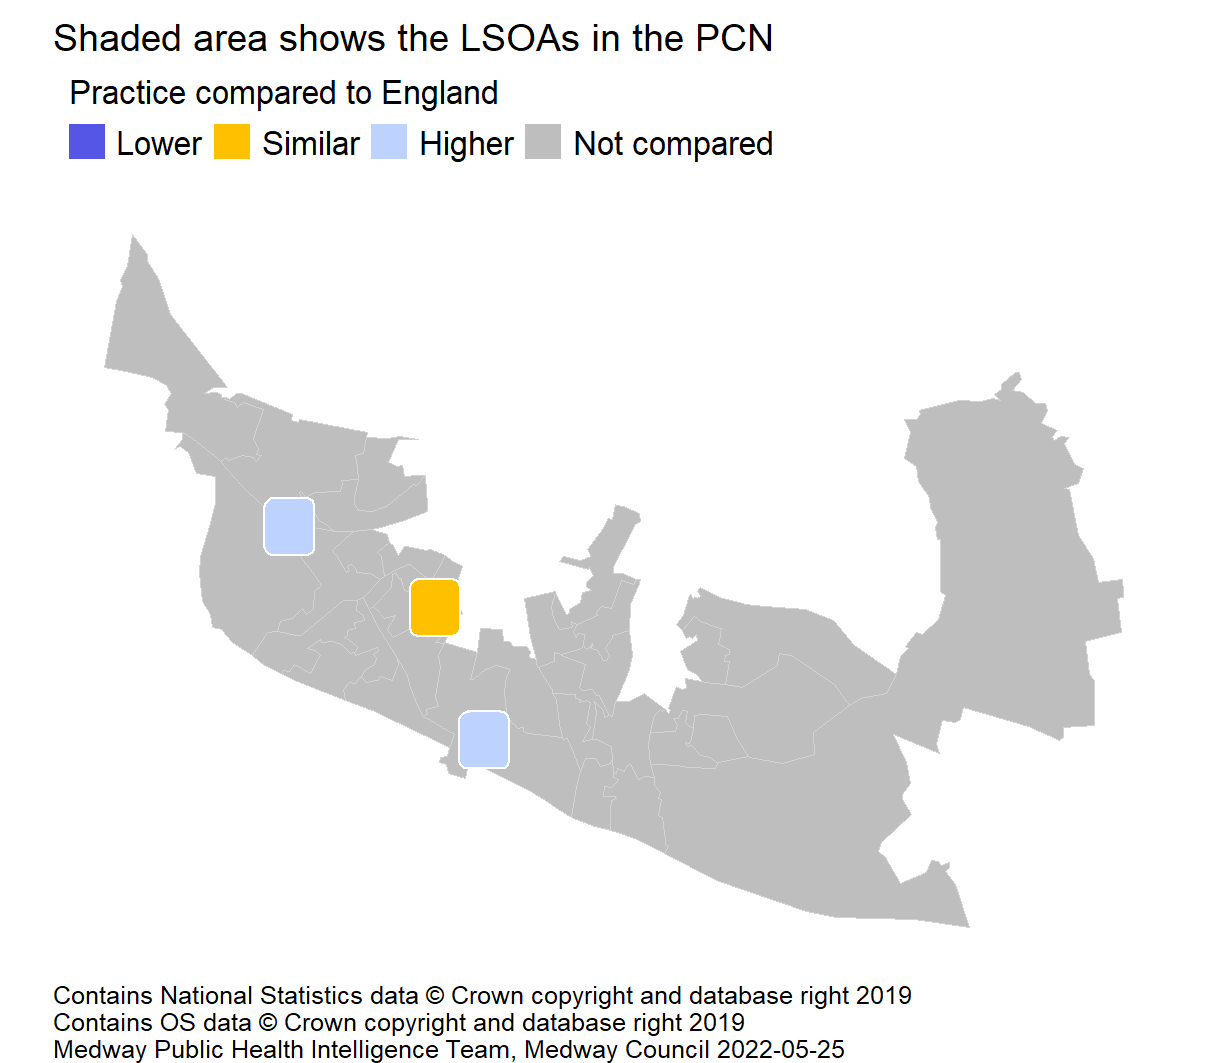 Shaded area shows the LSOAs in the PCN
Practice compared to England
Lower Similar Higher Not compared
Contains National Statistics data © Crown copyright and database right 2019
Contains OS data © Crown copyright and database right 2019
Medway Public Health Intelligence Team, Medway Council 2022-05-25